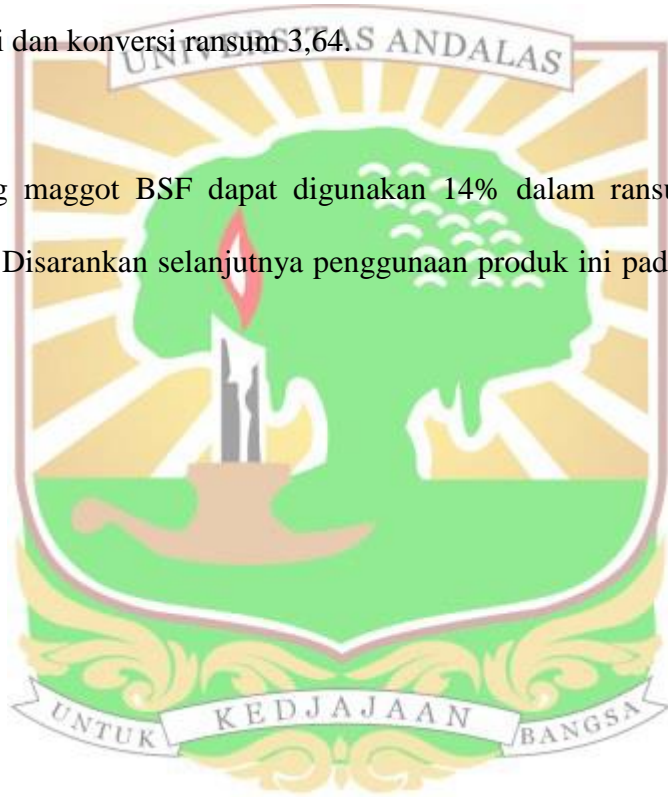 i dan konversi ransum 3,64.
UNIVERSITAS ANDALAS
g maggot BSF dapat digunakan 14% dalam ransu
Disarankan selanjutnya penggunaan produk ini pad
UNTUK KEDJAJAAN BANGSA